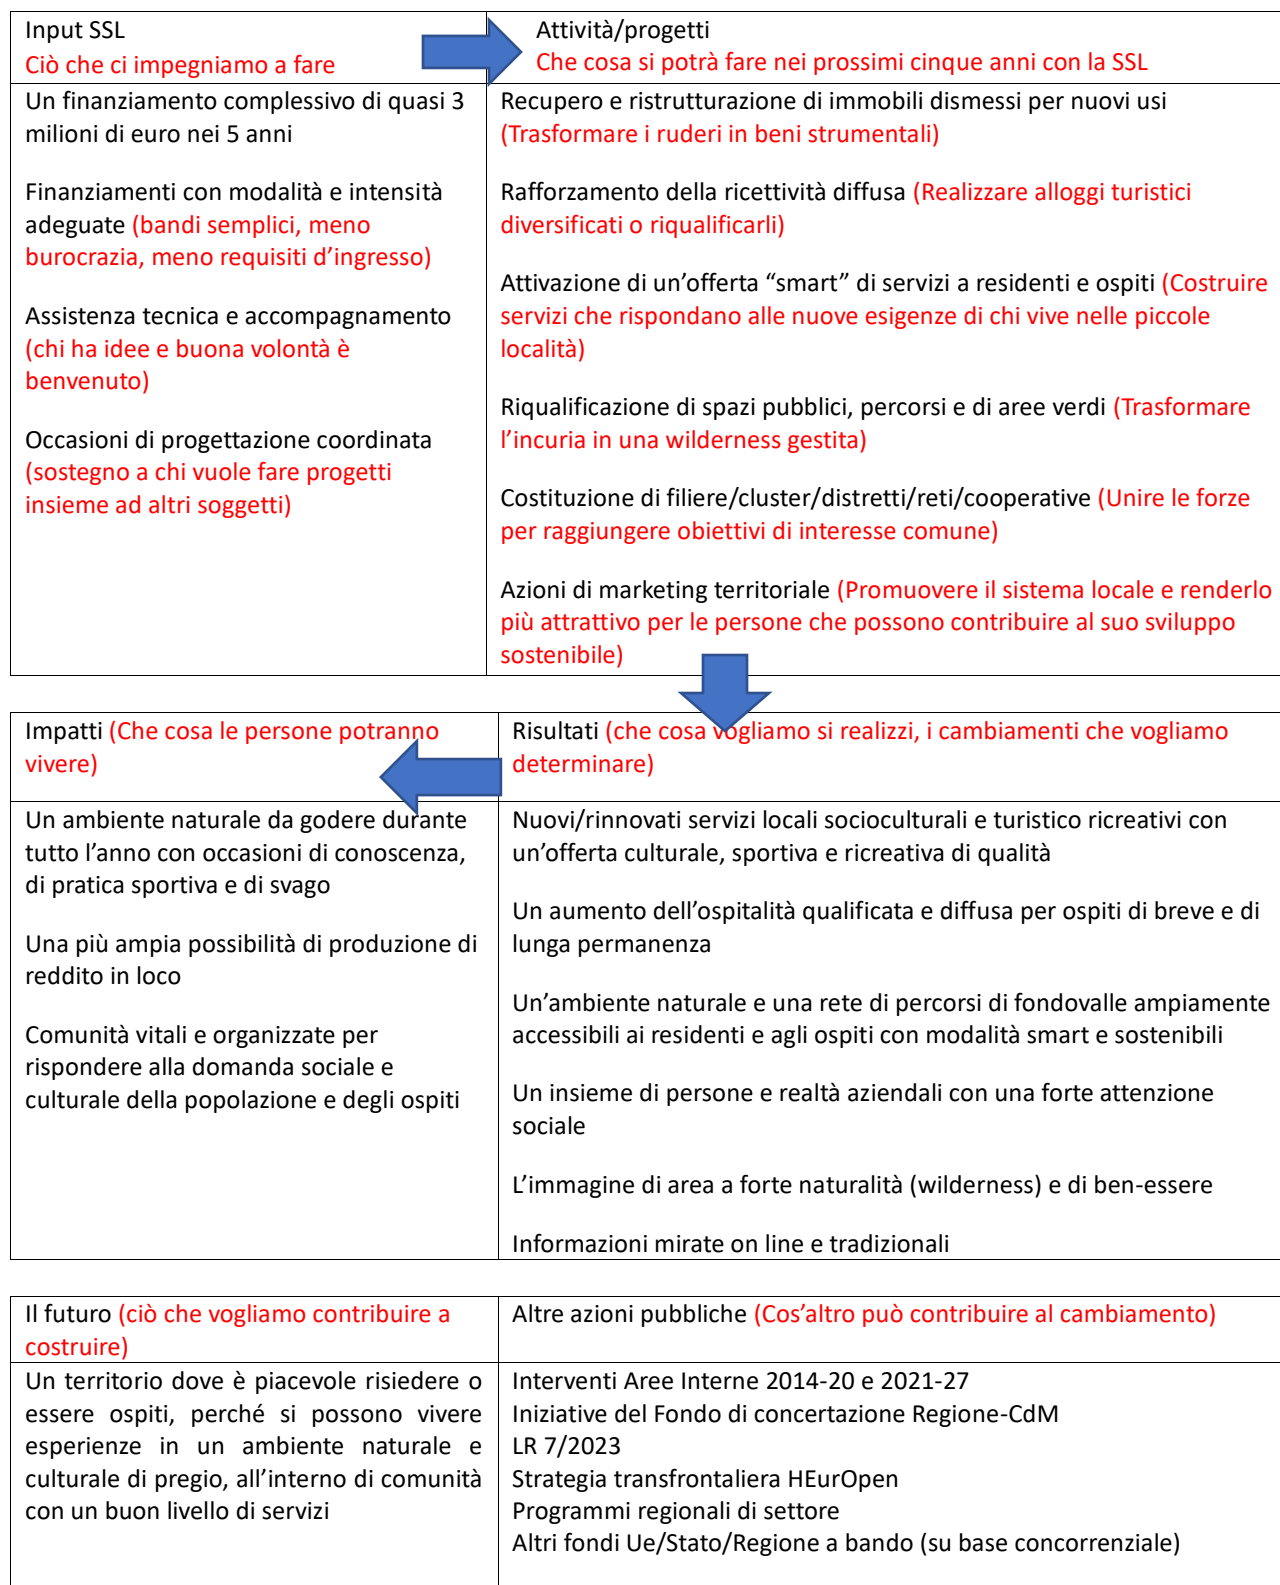 Input SSL
Ciò che ci impegniamo a fare
Attività/progetti
Che cosa si potrà fare nei prossimi cinque anni con la SSL
Un finanziamento complessivo di quasi 3
milioni di euro nei 5 anni
Finanziamenti con modalità e intensità
adeguate (bandi semplici, meno
burocrazia, meno requisiti d’ingresso)
Assistenza tecnica e accompagnamento
(chi ha idee e buona volontà è
benvenuto)
Occasioni di progettazione coordinata
(sostegno a chi vuole fare progetti
insieme ad altri soggetti)
Recupero e ristrutturazione di immobili dismessi per nuovi usi
(Trasformare i ruderi in beni strumentali)
Rafforzamento della ricettività diffusa (Realizzare alloggi turistici
diversificati o riqualificarli)
Attivazione di un’offerta “smart” di servizi a residenti e ospiti (Costruire
servizi che rispondano alle nuove esigenze di chi vive nelle piccole
località)
Riqualificazione di spazi pubblici, percorsi e di aree verdi (Trasformare
l’incuria in una wilderness gestita)
Costituzione di filiere/cluster/distretti/reti/cooperative (Unire le forze
per raggiungere obiettivi di interesse comune)
Azioni di marketing territoriale (Promuovere il sistema locale e renderlo
più attrattivo per le persone che possono contribuire al suo sviluppo
sostenibile)
Impatti (Che cosa le persone potranno
vivere)
Risultati (che cosa vogliamo si realizzi, i cambiamenti che vogliamo
determinare)
Un ambiente naturale da godere durante
tutto l’anno con occasioni di conoscenza,
di pratica sportiva e di svago
Una più ampia possibilità di produzione di
reddito in loco
Comunità vitali e organizzate per
rispondere alla domanda sociale e
culturale della popolazione e degli ospiti
Nuovi/rinnovati servizi locali socioculturali e turistico ricreativi con
un’offerta culturale, sportiva e ricreativa di qualità
Un aumento dell’ospitalità qualificata e diffusa per ospiti di breve e di
lunga permanenza
Un’ambiente naturale e una rete di percorsi di fondovalle ampiamente
accessibili ai residenti e agli ospiti con modalità smart e sostenibili
Un insieme di persone e realtà aziendali con una forte attenzione
sociale
L’immagine di area a forte naturalità (wilderness) e di ben-essere
Informazioni mirate on line e tradizionali
Il futuro (ciò che vogliamo contribuire a
costruire)
Altre azioni pubbliche (Cos’altro può contribuire al cambiamento)
Un territorio dove è piacevole risiedere o
essere ospiti, perché si possono vivere
esperienze in un ambiente naturale e
culturale di pregio, all’interno di comunità
con un buon livello di servizi
Interventi Aree Interne 2014-20 e 2021-27
Iniziative del Fondo di concertazione Regione-CdM
LR 7/2023
Strategia transfrontaliera HEurOpen
Programmi regionali di settore
Altri fondi Ue/Stato/Regione a bando (su base concorrenziale)